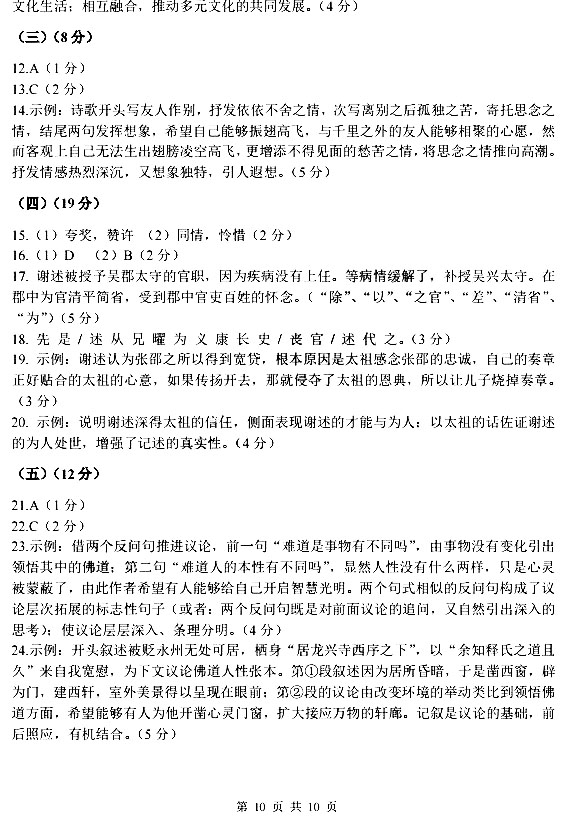 文化生活；相互融合，推动多元文化的共同发展。（4 分）
（三）（8 分）
12.A（1 分）
13.C（2 分）
14.示例：诗歌开头写友人作别，抒发依依不舍之情，次写离别之后孤独之苦，寄托思念之
情，结尾两句发挥想象，希望自己能够振翅高飞，与千里之外的友人能够相聚的心愿，然
而客观上自己无法生出翅膀凌空高飞，更增添不得见面的愁苦之情，将思念之情推向高潮。
抒发情感热烈深沉，又想象独特，引人遐想。（5 分）
（四）（19 分）
15.（1）夸奖，赞许 （2）同情，怜惜（2 分）
16.（1）D （2）B（2 分）
17. 谢述被授予吴郡太守的官职，因为疾病没有上任。等病情缓解了，补授吴兴太守。在
郡中为官清平简省，受到郡中官吏百姓的怀念。（“除”、“以”、“之官”、“差”、“清省”、
“为”）（5 分）
18. 先 是 / 述 从 兄 曜 为 义 康 长 史 / 丧 官 / 述 代 之。（3 分）
19. 示例：谢述认为张邵之所以得到宽贷，根本原因是太祖感念张邵的忠诚，自己的奏章
正好贴合的太祖的心意，如果传扬开去，那就侵夺了太祖的恩典，所以让儿子烧掉奏章。
（3 分）
20. 示例：说明谢述深得太祖的信任，侧面表现谢述的才能与为人；以太祖的话佐证谢述
的为人处世，增强了记述的真实性。（4 分）
（五）（12 分）
21.A（1 分）
22.C（2 分）
23.示例：借两个反问句推进议论，前一句“难道是事物有不同吗”，由事物没有变化引出
领悟其中的佛道；第二句“难道人的本性有不同吗”，显然人性没有什么两样，只是心灵
被蒙蔽了，由此作者希望有人能够给自己开启智慧光明。两个句式相似的反问句构成了议
论层次拓展的标志性句子（或者：两个反问句既是对前面议论的追问，又自然引出深入的
思考）；使议论层层深入、条理分明。（4 分）
24.示例：开头叙述被贬永州无处可居，栖身“居龙兴寺西序之下”，以“余知释氏之道且
久”来自我宽慰，为下文议论佛道人性张本。第①段叙述因为居所昏暗，于是凿西窗，辟
为门，建西轩，室外美景得以呈现在眼前；第②段的议论由改变环境的举动类比到领悟佛
道方面，希望能够有人为他开凿心灵门窗，扩大接应万物的轩廊。记叙是议论的基础，前
后照应，有机结合。（5 分）
第 10 页 共 10 页